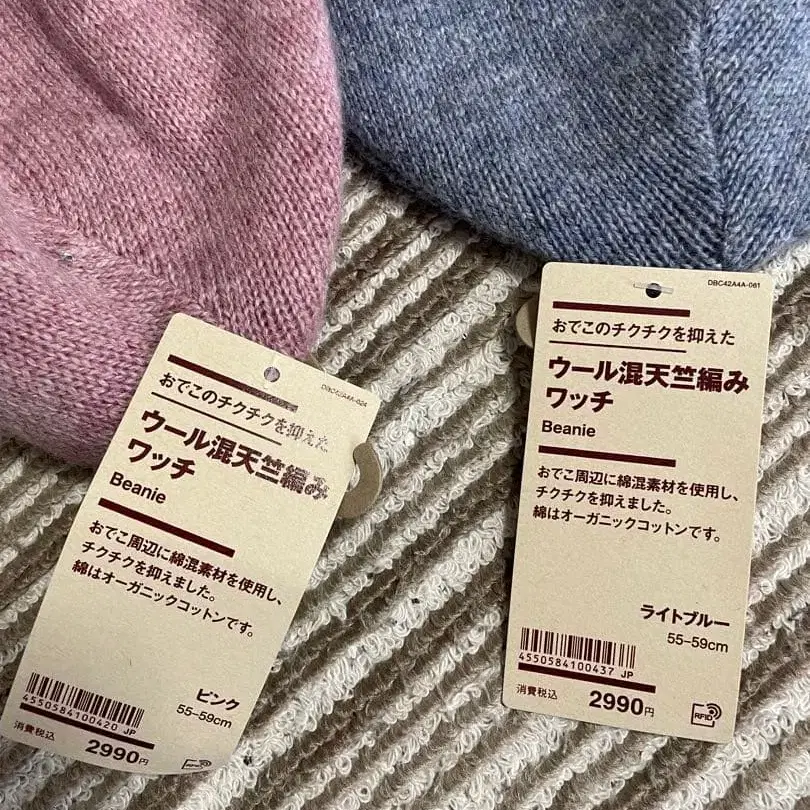 DBC42A4A-024
おでこのチクチクを抑えた
ウール混天竺編み
ワッチ
Beanie
おでこ周辺に綿混素材を使用し、
チクチクを抑えました。
綿はオーガニックコットンです。
ピンク
55-59cm
4550584100420 JP
消費税込
2990円
RFID
DBC42A4A-061
おでこのチクチクを抑えた
ウール混天竺編み
ワッチ
Beanie
おでこ周辺に綿混素材を使用し、
チクチクを抑えました。
綿はオーガニックコットンです。
ライトブルー
55-59cm
4550584100437 JP
消費税込
2990円
RFID